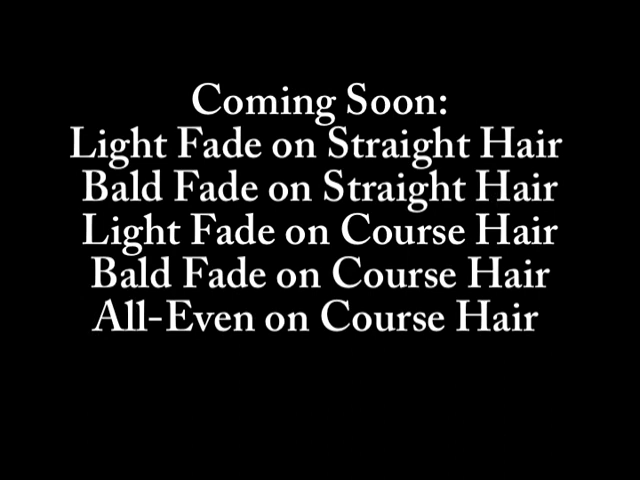 Coming Soon:
Light Fade on Straight Hair
Bald Fade on Straight Hair
Light Fade on Course Hair
Bald Fade on Course Hair
All-Even on Course Hair